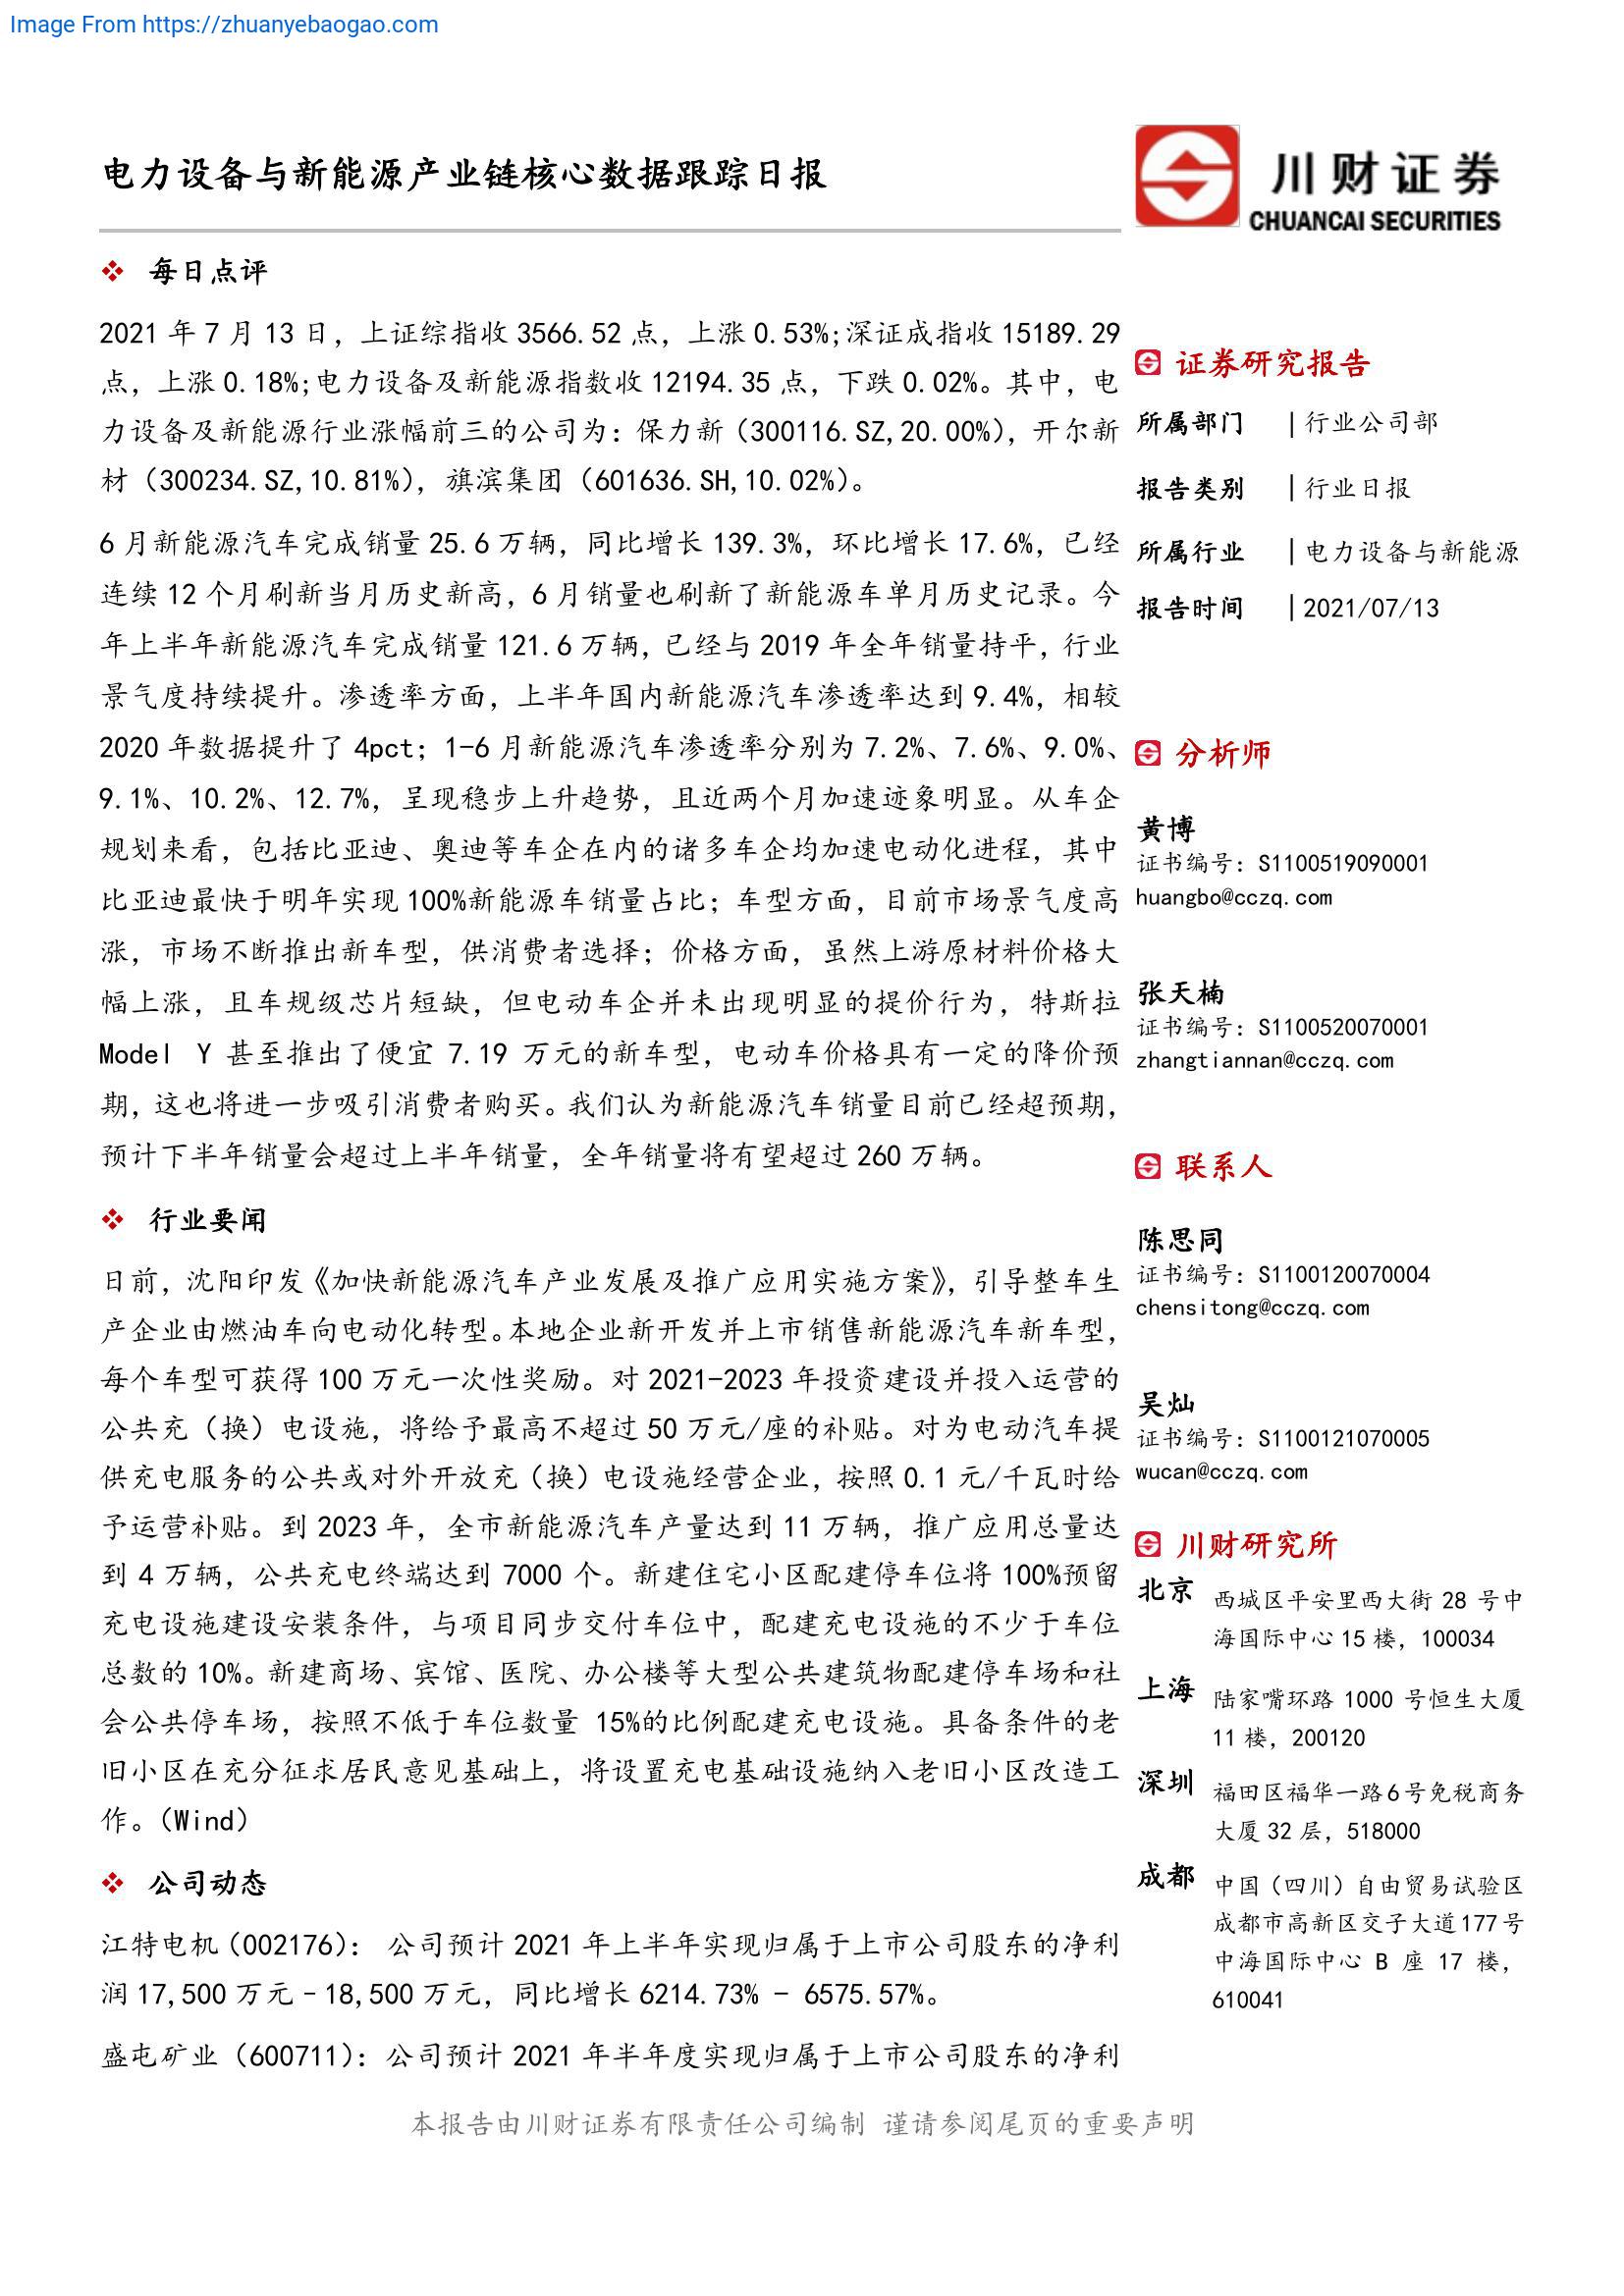 Image From https://zhuanyebaogao.com
电力设备与新能源产业链核心数据跟踪日报
川财证券
CHUANCAI SECURITIES
每日点评
2021 年 7 月 13 日，上证综指收 3566.52 点，上涨 0.53%;深证成指收 15189.29
点，上涨 0.18%;电力设备及新能源指数收 12194.35 点，下跌 0.02%。其中，电
力设备及新能源行业涨幅前三的公司为：保力新（300116.SZ,20.00%），开尔新
材（300234.SZ,10.81%），旗滨集团（601636.SH,10.02%）。
6 月新能源汽车完成销量 25.6 万辆，同比增长 139.3%，环比增长 17.6%，已经
连续 12 个月刷新当月历史新高，6 月销量也刷新了新能源车单月历史记录。今
年上半年新能源汽车完成销量 121.6 万辆，已经与 2019 年全年销量持平，行业
景气度持续提升。渗透率方面，上半年国内新能源汽车渗透率达到 9.4%，相较
2020 年数据提升了 4pct；1-6 月新能源汽车渗透率分别为 7.2%、7.6%、9.0%、
9.1%、10.2%、12.7%，呈现稳步上升趋势，且近两个月加速迹象明显。从车企
规划来看，包括比亚迪、奥迪等车企在内的诸多车企均加速电动化进程，其中
比亚迪最快于明年实现 100%新能源车销量占比；车型方面，目前市场景气度高
涨，市场不断推出新车型，供消费者选择；价格方面，虽然上游原材料价格大
幅上涨，且车规级芯片短缺，但电动车企并未出现明显的提价行为，特斯拉
Model Y 甚至推出了便宜 7.19 万元的新车型，电动车价格具有一定的降价预
期，这也将进一步吸引消费者购买。我们认为新能源汽车销量目前已经超预期，
预计下半年销量会超过上半年销量，全年销量将有望超过 260 万辆。
行业要闻
日前，沈阳印发《加快新能源汽车产业发展及推广应用实施方案》，引导整车生
产企业由燃油车向电动化转型。本地企业新开发并上市销售新能源汽车新车型，
每个车型可获得 100 万元一次性奖励。对 2021-2023 年投资建设并投入运营的
公共充（换）电设施，将给予最高不超过 50 万元/座的补贴。对为电动汽车提
供充电服务的公共或对外开放充（换）电设施经营企业，按照 0.1 元/千瓦时给
予运营补贴。到 2023 年，全市新能源汽车产量达到 11 万辆，推广应用总量达
到 4 万辆，公共充电终端达到 7000 个。新建住宅小区配建停车位将 100%预留
充电设施建设安装条件，与项目同步交付车位中，配建充电设施的不少于车位
总数的 10%。新建商场、宾馆、医院、办公楼等大型公共建筑物配建停车场和社
会公共停车场，按照不低于车位数量 15%的比例配建充电设施。具备条件的老
旧小区在充分征求居民意见基础上，将设置充电基础设施纳入老旧小区改造工
作。（Wind）
公司动态
江特电机（002176）： 公司预计 2021 年上半年实现归属于上市公司股东的净利
润 17,500 万元–18,500 万元，同比增长 6214.73% - 6575.57%。
盛屯矿业（600711）：公司预计 2021 年半年度实现归属于上市公司股东的净利
证券研究报告
所属部门 | 行业公司部
报告类别 | 行业日报
所属行业 | 电力设备与新能源
报告时间 | 2021/07/13
分析师
黄博
证书编号：S1100519090001
huangbo@cczq.com
张天楠
证书编号：S1100520070001
zhangtiannan@cczq.com
联系人
陈思同
证书编号：S1100120070004
chensitong@cczq.com
吴灿
证书编号：S1100121070005
wucan@cczq.com
川财研究所
北京 西城区平安里西大街 28 号中
海国际中心 15 楼，100034
上海 陆家嘴环路 1000 号恒生大厦
11 楼，200120
深圳 福田区福华一路 6 号免税商务
大厦 32 层，518000
成都 中国（四川）自由贸易试验区
成都市高新区交子大道 177 号
中海国际中心 B 座 17 楼，
610041
本报告由川财证券有限责任公司编制 谨请参阅尾页的重要声明